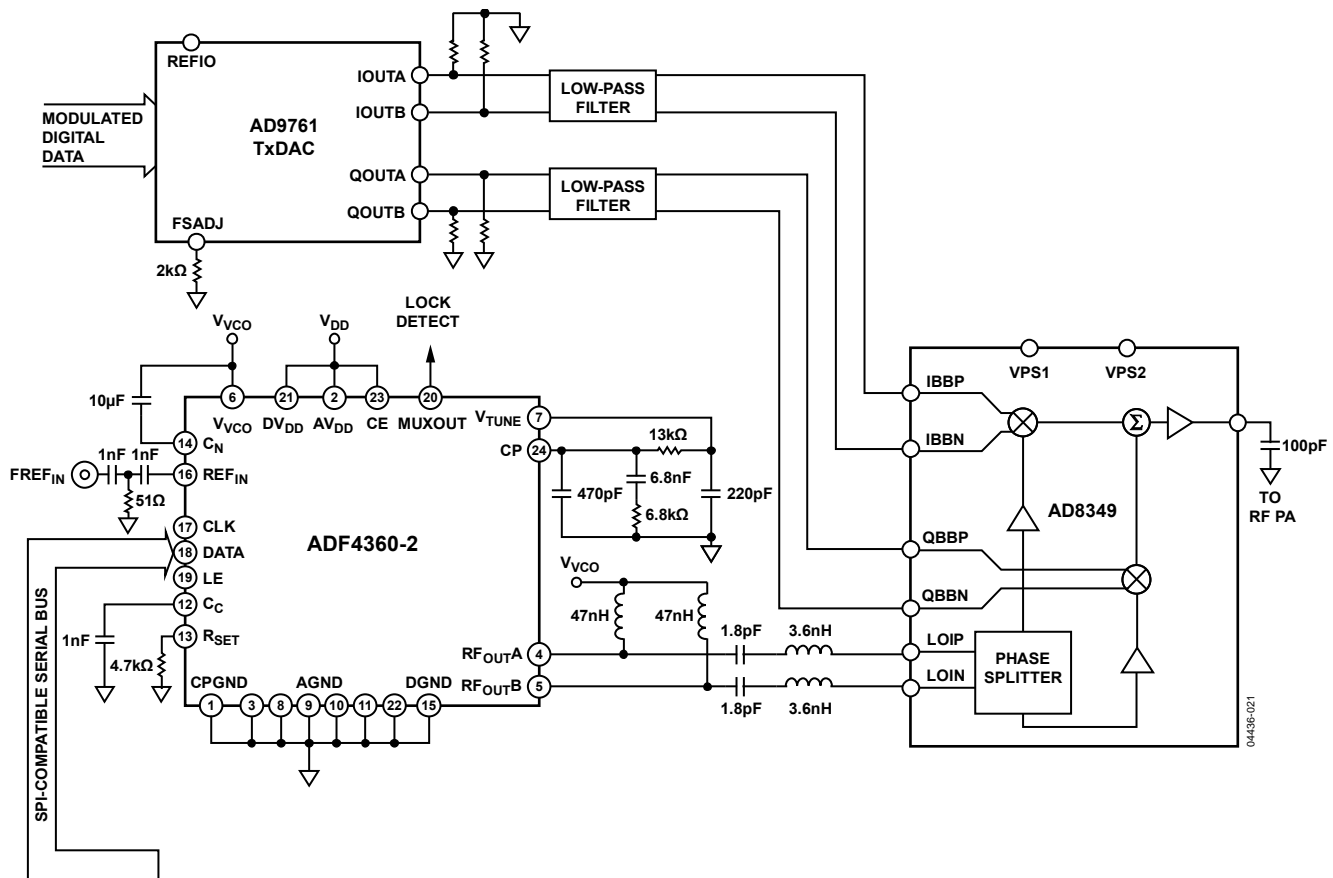 REFIO
MODULATED
DIGITAL
DATA
AD9761
TxDAC
IOUTA
IOUTB
QOUTA
QOUTB
FSADJ
2kΩ
LOW-PASS
FILTER
LOW-PASS
FILTER
LOCK
DETECT
VVCO
VDD
10µF
6
21
2
23
20
VVCO
DVDD
AVDD
CE
MUXOUT
VTUNE
7
CP
24
14
CN
1nF
1nF
FREFIN
16
REFIN
51Ω
17
CLK
18
DATA
19
LE
12
CC
13
RSET
1nF
4.7kΩ
SPI-COMPATIBLE SERIAL BUS
ADF4360-2
13kΩ
6.8nF
470pF
220pF
6.8kΩ
VVCO
47nH
47nH
1.8pF
3.6nH
RFOUTA
4
RFOUTB
5
1.8pF
3.6nH
CPGND
AGND
DGND
1
3
8
9
10
11
22
15
VPS1
VPS2
IBBP
IBBN
Σ
AD8349
QBBP
QBBN
LOIP
LOIN
PHASE
SPLITTER
100pF
TO
RF PA
04436-021